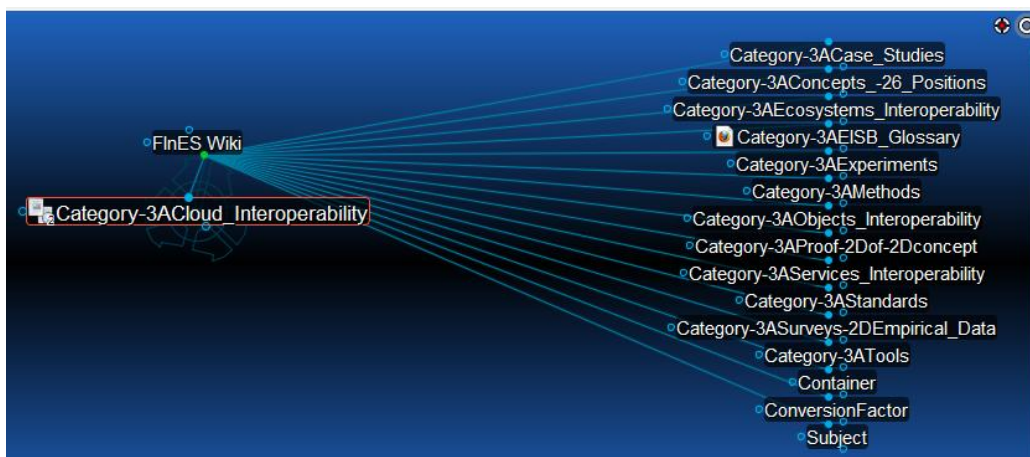 FInES Wiki
Category-3ACloud_Interoperability
Category-3ACase_Studies
Category-3AConcepts_-26_Positions
Category-3AEcosystems_Interoperability
Category-3AEISB_Glossary
Category-3AExperiments
Category-3AMethods
Category-3AObjects_Interoperability
Category-3AProof-2Dof-2Dconcept
Category-3AServices_Interoperability
Category-3AStandards
Category-3ASurveys-2DEmpirical_Data
Category-3ATools
Container
ConversionFactor
Subject